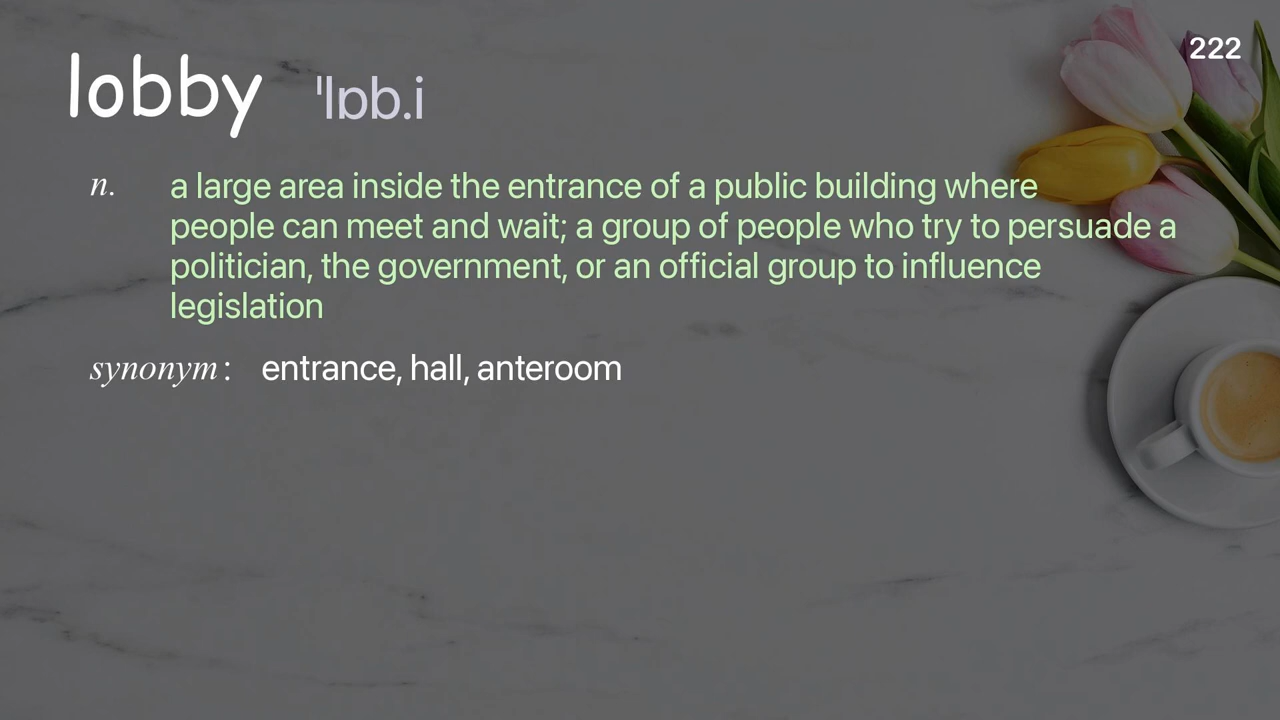 lobby 'lɒb.i
222
n. a large area inside the entrance of a public building where
people can meet and wait; a group of people who try to persuade a
politician, the government, or an official group to influence
legislation
synonym: entrance, hall, anteroom